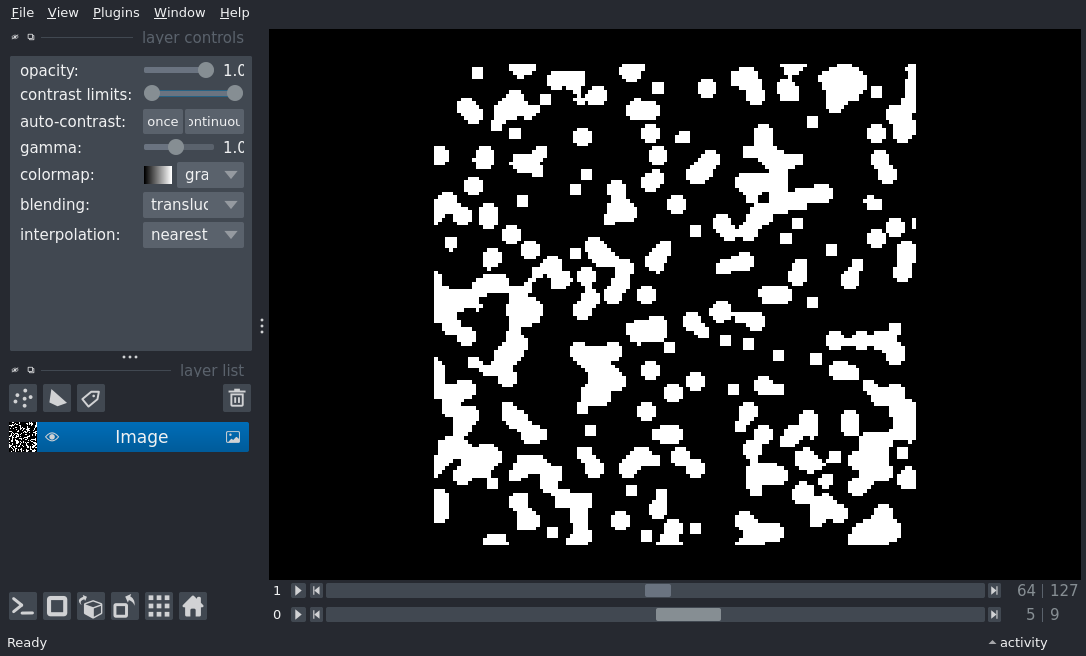 File View Plugins Window Help
layer controls
opacity: 1.0
contrast limits:
auto-contrast: once ontinuou
gamma: 1.0
colormap: gra
blending: transluc
interpolation: nearest
layer list
Image
1 64 127
0 5 9
Ready activity